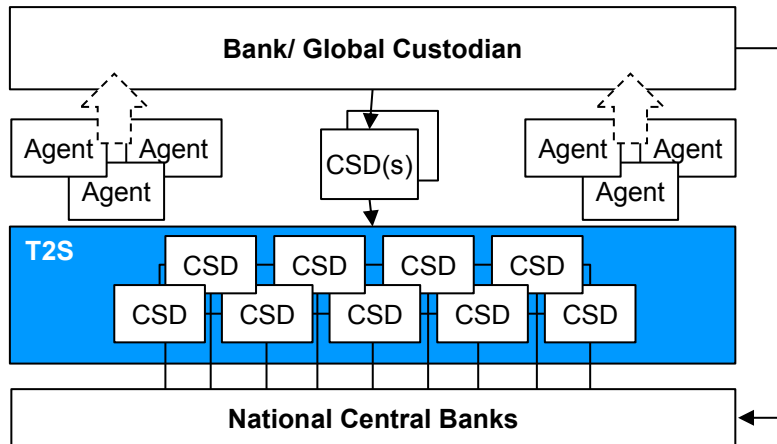 Bank/ Global Custodian
Agent
Agent
Agent
CSD(s)
Agent
Agent
Agent
T2S
CSD
CSD
CSD
CSD
CSD
CSD
CSD
CSD
CSD
National Central Banks